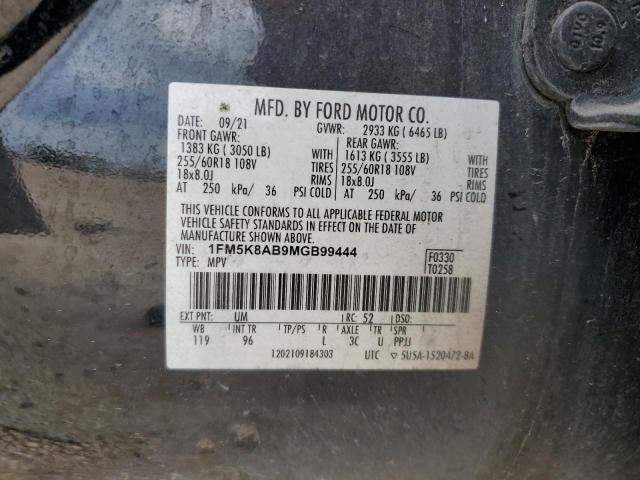 MFD. BY FORD MOTOR CO.
DATE: 09/21 GVWR: 2933 KG ( 6465 LB)
FRONT GAWR: REAR GAWR:
1383 KG ( 3050 LB) WITH 1613 KG ( 3555 LB) WITH
255/60R18 108V TIRES 255/60R18 108V TIRES
18x8.0J RIMS 18x8.0J RIMS
AT 250 kPa/ 36 PSI COLD AT 250 kPa/ 36 PSI COLD
THIS VEHICLE CONFORMS TO ALL APPLICABLE FEDERAL MOTOR
VEHICLE SAFETY STANDARDS IN EFFECT ON THE DATE OF
MANUFACTURE SHOWN ABOVE.
VIN: 1FM5K8AB9MGB99444 F0330
TYPE: MPV T0258
EXT PNT: UM RC: 52 DSO:
WB INT TR TP/PS R AXLE TR SPR
119 96 L 3C U PPJJ
1202109184303 UTC ▽ 5U5A-1520472-8A